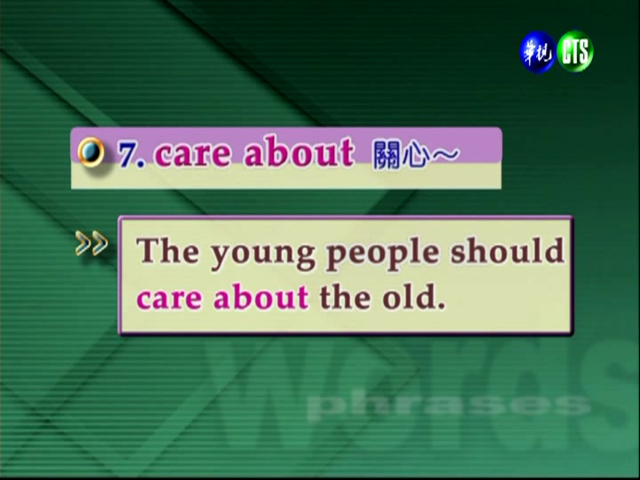 華視 CTS
7. care about 關心～
The young people should
care about the old.
words
phrases